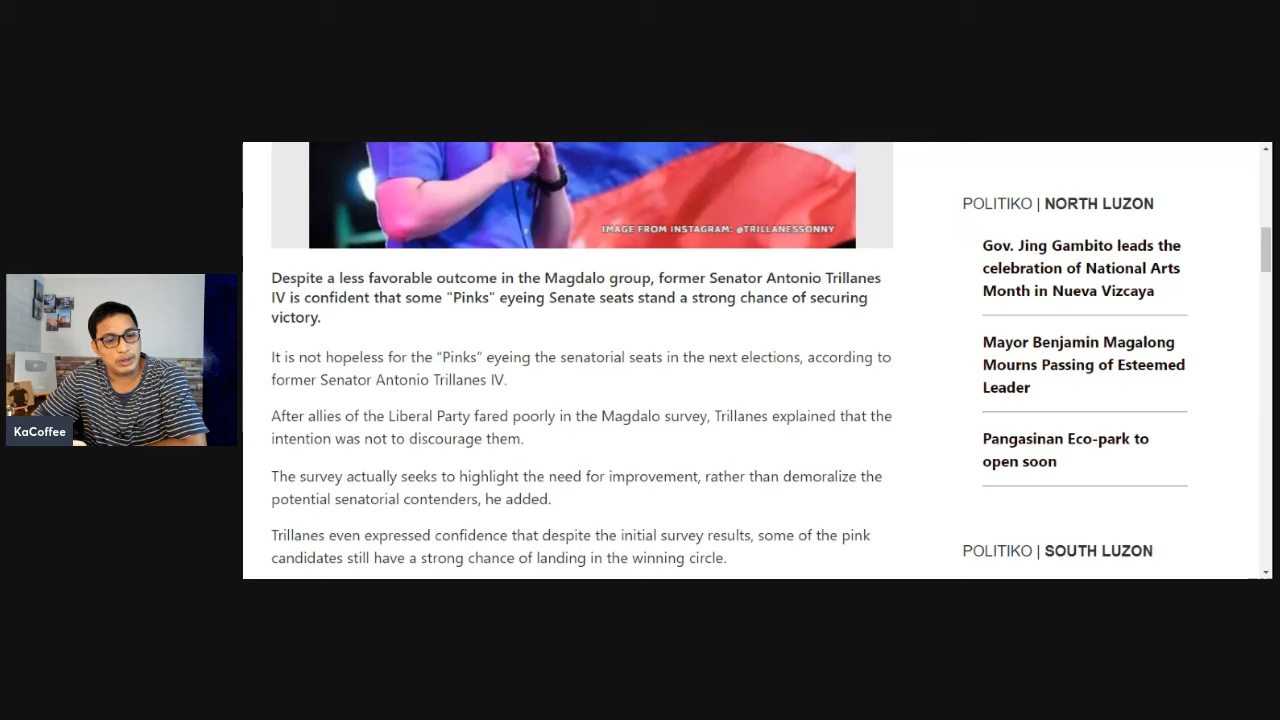 IMAGE FROM INSTAGRAM: @TRILLANESSONNY
Despite a less favorable outcome in the Magdalo group, former Senator Antonio Trillanes
IV is confident that some "Pinks" eyeing Senate seats stand a strong chance of securing
victory.
It is not hopeless for the “Pinks” eyeing the senatorial seats in the next elections, according to
former Senator Antonio Trillanes IV.
After allies of the Liberal Party fared poorly in the Magdalo survey, Trillanes explained that the
intention was not to discourage them.
The survey actually seeks to highlight the need for improvement, rather than demoralize the
potential senatorial contenders, he added.
Trillanes even expressed confidence that despite the initial survey results, some of the pink
candidates still have a strong chance of landing in the winning circle.
POLITIKO | NORTH LUZON
Gov. Jing Gambito leads the
celebration of National Arts
Month in Nueva Vizcaya
Mayor Benjamin Magalong
Mourns Passing of Esteemed
Leader
Pangasinan Eco-park to
open soon
POLITIKO | SOUTH LUZON
KaCoffee